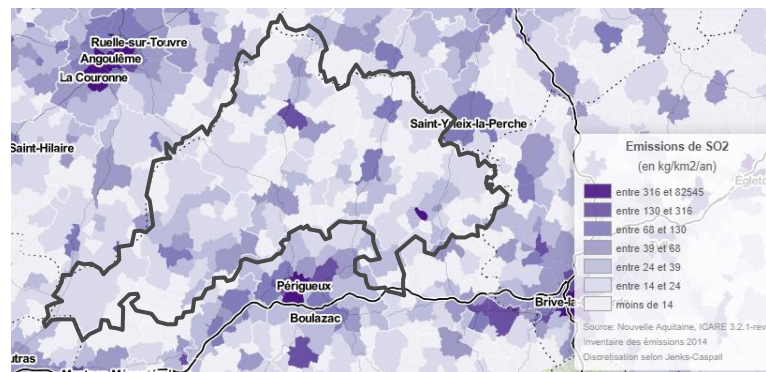 Ruelle-sur-Touvre
Angoulême
La Couronne
Saint-Hilaire
Saint-Yrieix-la-Perche
Périgueux
Boulazac
Brive-la
Emissions de SO2
(en kg/km2/an)
entre 316 et 82545
entre 130 et 316
entre 68 et 130
entre 39 et 68
entre 24 et 39
entre 14 et 24
moins de 14
Source: Nouvelle Aquitaine, ICARE 3.2.1-rev
Inventaire des émissions 2014
Discretisation selon Jenks-Caspall